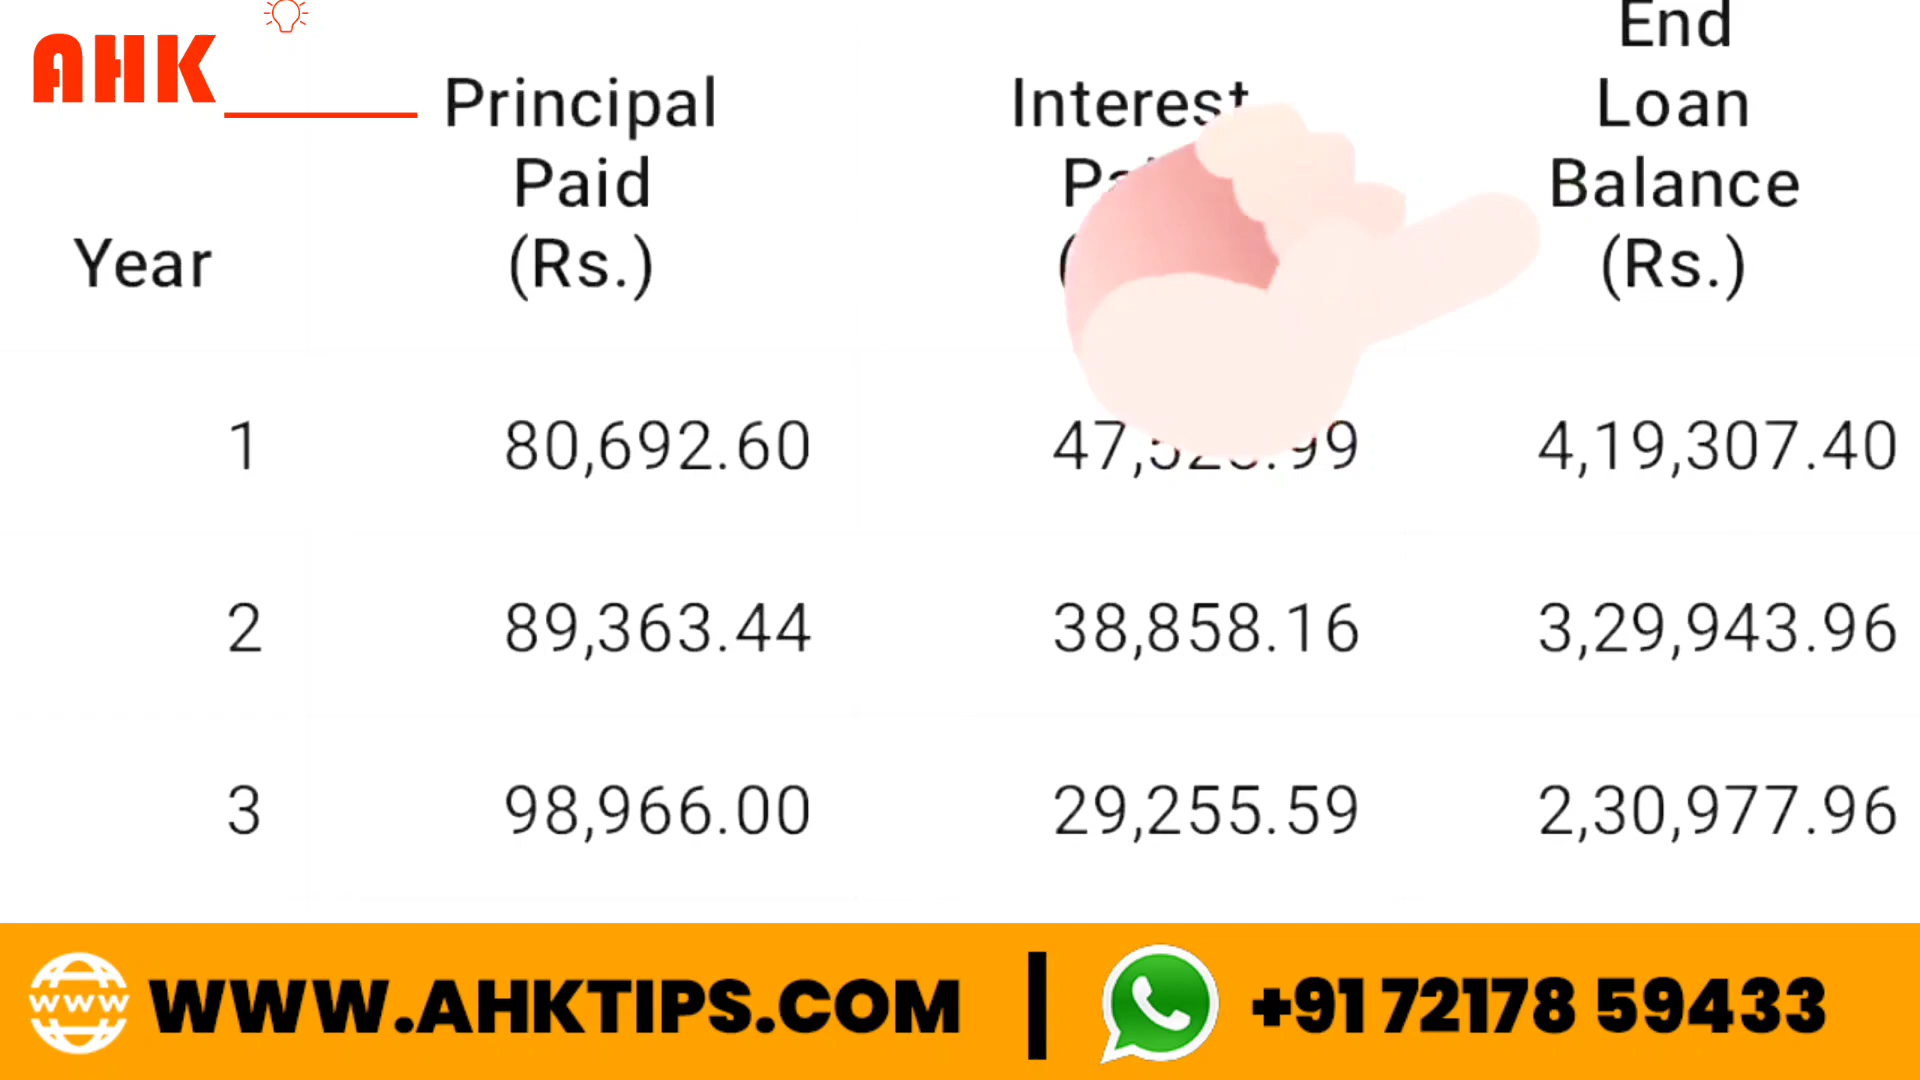 AHK
End
Principal Interest Loan
Paid Balance
Year (Rs.) (Rs.)
1 80,692.60 4,19,307.40
2 89,363.44 38,858.16 3,29,943.96
3 98,966.00 29,255.59 2,30,977.96
www WWW.AHKTIPS.COM | +91 72178 59433